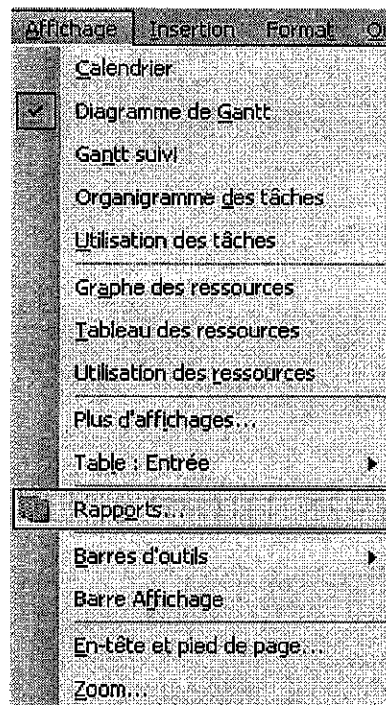 Affichage Insertion Format
Calendrier
Diagramme de Gantt
Gantt suivi
Organigramme des tâches
Utilisation des tâches
Graphe des ressources
Tableau des ressources
Utilisation des ressources
Plus d'affichages...
Table : Entrée
Rapports...
Barres d'outils
Barre Affichage
En-tête et pied de page...
Zoom...